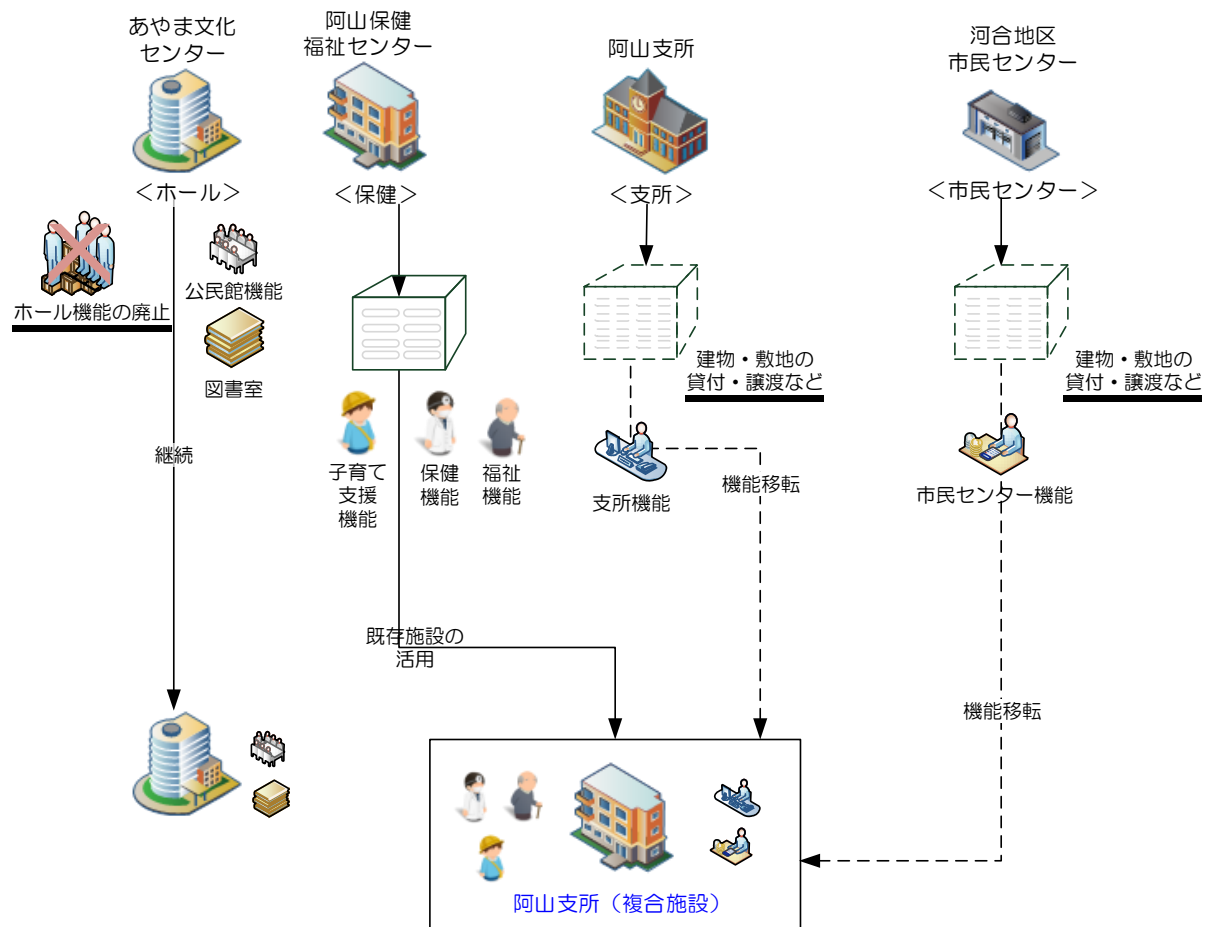 あやま文化
センター
阿山保健
福祉センター
阿山支所
河合地区
市民センター
＜ホール＞
＜保健＞
＜支所＞
＜市民センター＞
ホール機能の廃止
公民館機能
図書室
建物・敷地の
貸付・譲渡など
建物・敷地の
貸付・譲渡など
継続
子育て
支援
機能
保健
機能
福祉
機能
支所機能
機能移転
市民センター機能
既存施設の
活用
機能移転
阿山支所（複合施設）